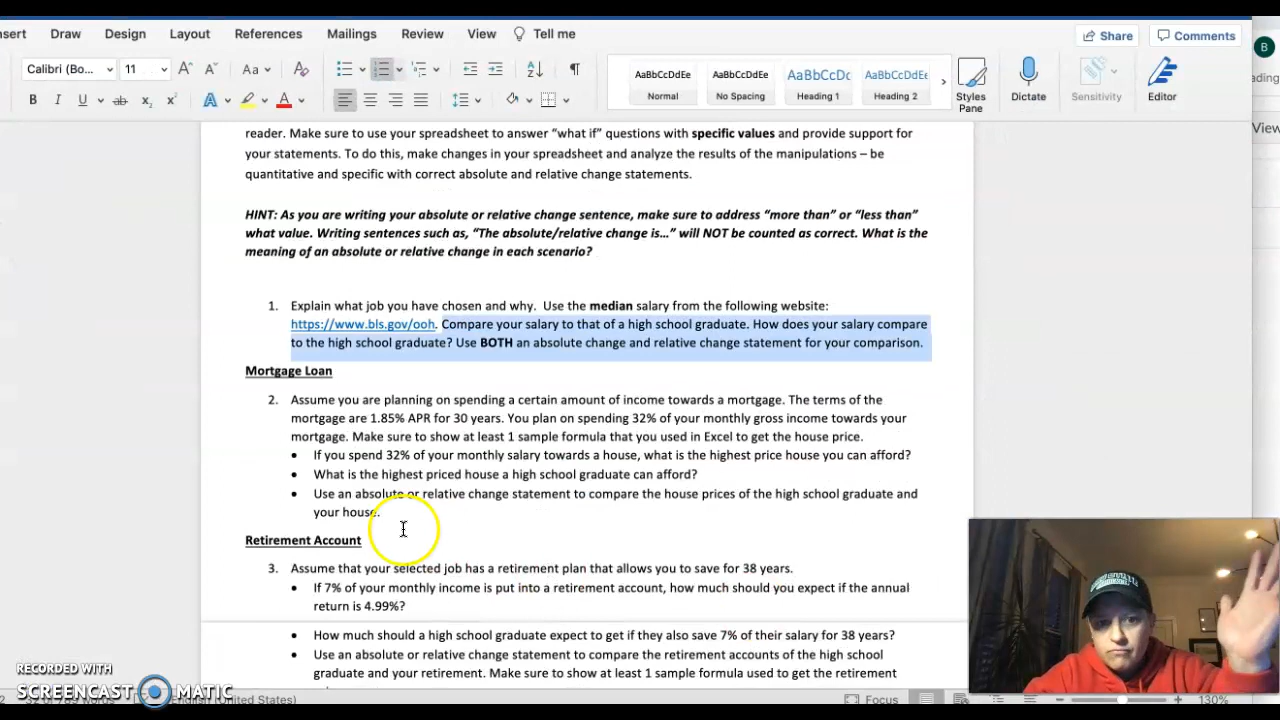 nsert Draw Design Layout References Mailings Review View Tell me Share Comments B
Calibri (Bo... 11 Aa ading
AaBbCcDdEe AaBbCcDdEe AaBbCcDc AaBbCcDdEe
Normal No Spacing Heading 1 Heading 2 Styles Pane Dictate Sensitivity Editor
B I U ab x2 x2 A A View
reader. Make sure to use your spreadsheet to answer “what if” questions with specific values and provide support for
your statements. To do this, make changes in your spreadsheet and analyze the results of the manipulations – be
quantitative and specific with correct absolute and relative change statements.
HINT: As you are writing your absolute or relative change sentence, make sure to address “more than” or “less than”
what value. Writing sentences such as, “The absolute/relative change is…” will NOT be counted as correct. What is the
meaning of an absolute or relative change in each scenario?
1. Explain what job you have chosen and why. Use the median salary from the following website:
https://www.bls.gov/ooh. Compare your salary to that of a high school graduate. How does your salary compare
to the high school graduate? Use BOTH an absolute change and relative change statement for your comparison.
Mortgage Loan
2. Assume you are planning on spending a certain amount of income towards a mortgage. The terms of the
mortgage are 1.85% APR for 30 years. You plan on spending 32% of your monthly gross income towards your
mortgage. Make sure to show at least 1 sample formula that you used in Excel to get the house price.
• If you spend 32% of your monthly salary towards a house, what is the highest price house you can afford?
• What is the highest priced house a high school graduate can afford?
• Use an absolute or relative change statement to compare the house prices of the high school graduate and
your house.
Retirement Account
3. Assume that your selected job has a retirement plan that allows you to save for 38 years.
• If 7% of your monthly income is put into a retirement account, how much should you expect if the annual
return is 4.99%?
• How much should a high school graduate expect to get if they also save 7% of their salary for 38 years?
• Use an absolute or relative change statement to compare the retirement accounts of the high school
graduate and your retirement. Make sure to show at least 1 sample formula used to get the retirement
RECORDED WITH
SCREENCAST MATIC
English (United States) Focus 130%